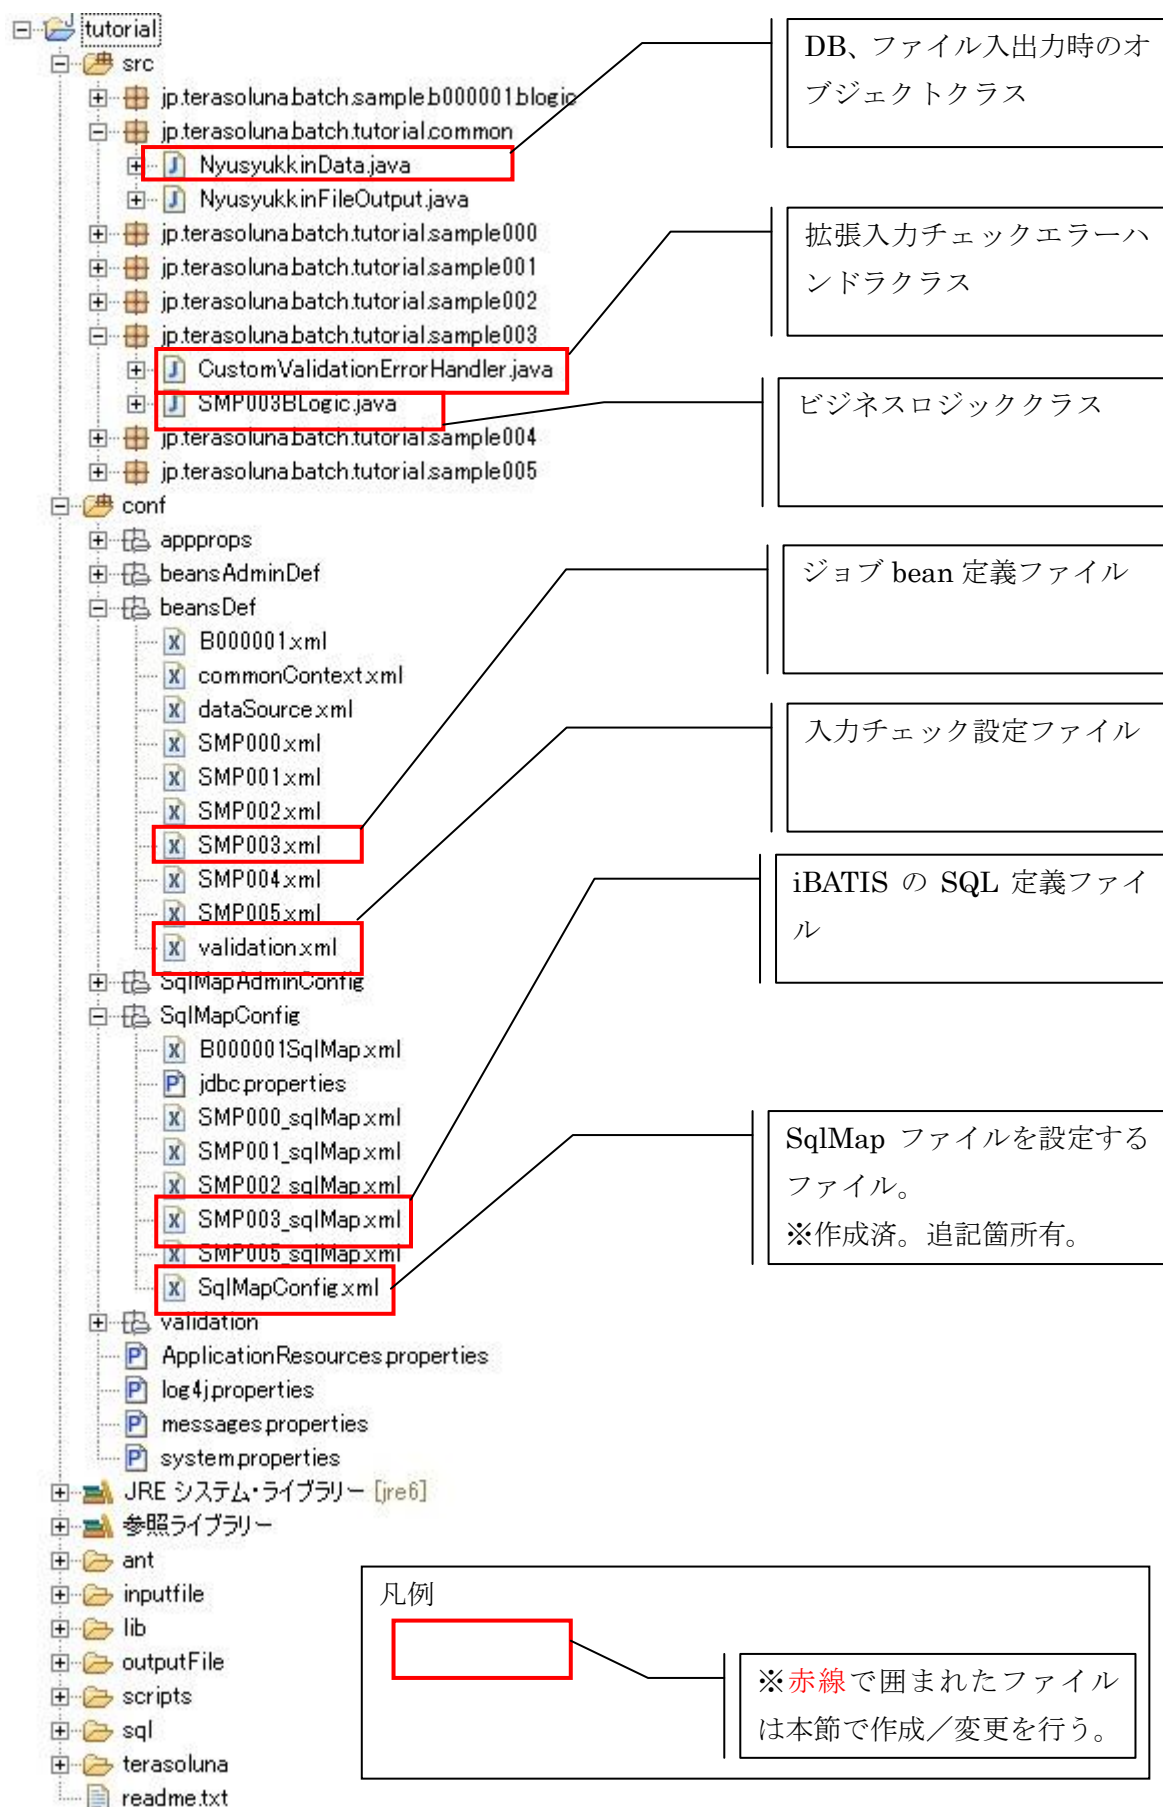 tutorial
src
jp.terasoluna.batch.sample.b000001.blogic
jp.terasoluna.batch.tutorial.common
NyusyukkinData.java
NyusyukkinFileOutput.java
jp.terasoluna.batch.tutorial.sample000
jp.terasoluna.batch.tutorial.sample001
jp.terasoluna.batch.tutorial.sample002
jp.terasoluna.batch.tutorial.sample003
CustomValidationErrorHandler.java
SMP003BLogic.java
jp.terasoluna.batch.tutorial.sample004
jp.terasoluna.batch.tutorial.sample005
conf
appprops
beansAdminDef
beansDef
B000001.xml
commonContext.xml
dataSource.xml
SMP000.xml
SMP001.xml
SMP002.xml
SMP003.xml
SMP004.xml
SMP005.xml
validation.xml
SqlMapAdminConfig
SqlMapConfig
B000001SqlMap.xml
jdbc.properties
SMP000_sqlMap.xml
SMP001_sqlMap.xml
SMP002_sqlMap.xml
SMP003_sqlMap.xml
SMP005_sqlMap.xml
SqlMapConfig.xml
validation
ApplicationResources.properties
log4j.properties
messages.properties
system.properties
JRE システム・ライブラリー [jre6]
参照ライブラリー
ant
inputfile
lib
outputFile
scripts
sql
terasoluna
readme.txt
DB、ファイル入出力時のオ
ブジェクトクラス
拡張入力チェックエラーハ
ンドラクラス
ビジネスロジッククラス
ジョブ bean 定義ファイル
入力チェック設定ファイル
iBATIS の SQL 定義ファイ
ル
SqlMap ファイルを設定する
ファイル。
※作成済。追記箇所有。
凡例
※赤線で囲まれたファイル
は本節で作成／変更を行う。